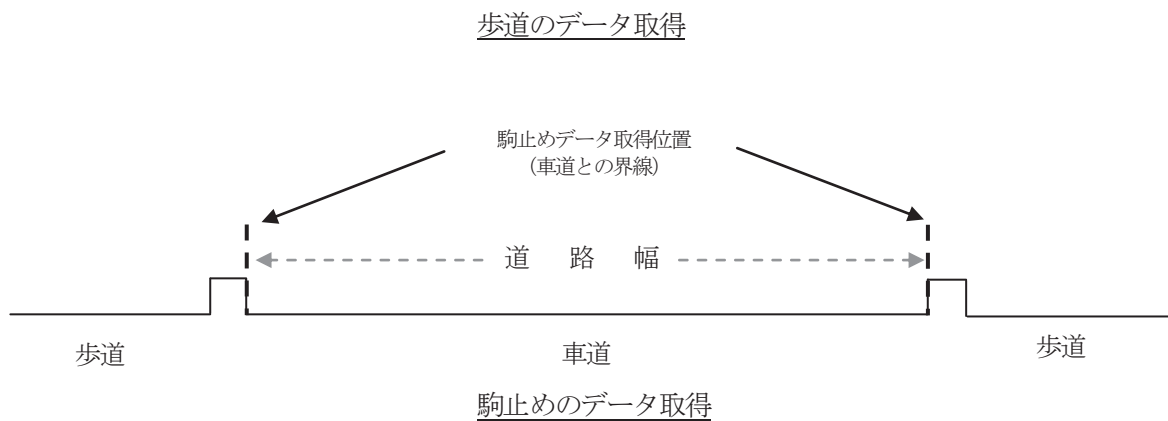 歩道のデータ取得
駒止めデータ取得位置
(車道との界線)
道 路 幅
歩道
車道
歩道
駒止めのデータ取得